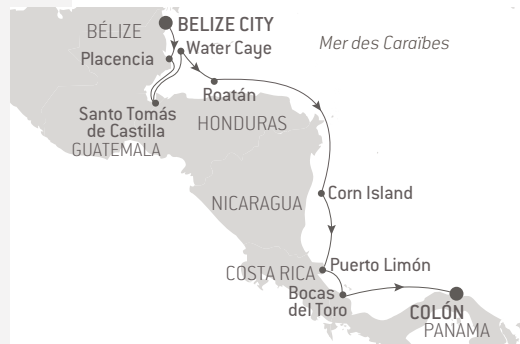 BELIZE CITY
BÉLIZE
Water Caye
Mer des Caraïbes
Placencia
Roatán
Santo Tomás
de Castilla
GUATEMALA
HONDURAS
NICARAGUA
Corn Island
COSTA RICA
Puerto Limón
Bocas
del Toro
COLÓN
PANAMA